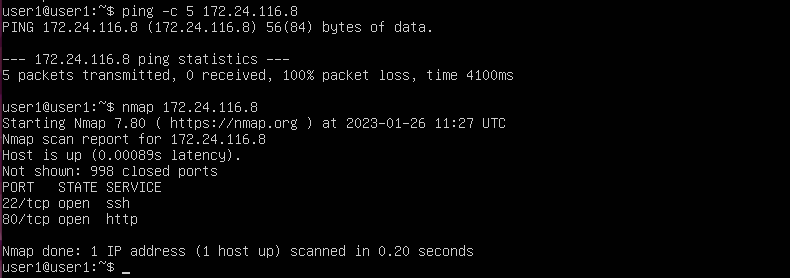 user1@user1:~$ ping -c 5 172.24.116.8
PING 172.24.116.8 (172.24.116.8) 56(84) bytes of data.
--- 172.24.116.8 ping statistics ---
5 packets transmitted, 0 received, 100% packet loss, time 4100ms
user1@user1:~$ nmap 172.24.116.8
Starting Nmap 7.80 ( https://nmap.org ) at 2023-01-26 11:27 UTC
Nmap scan report for 172.24.116.8
Host is up (0.00089s latency).
Not shown: 998 closed ports
PORT   STATE SERVICE
22/tcp open  ssh
80/tcp open  http
Nmap done: 1 IP address (1 host up) scanned in 0.20 seconds
user1@user1:~$ _